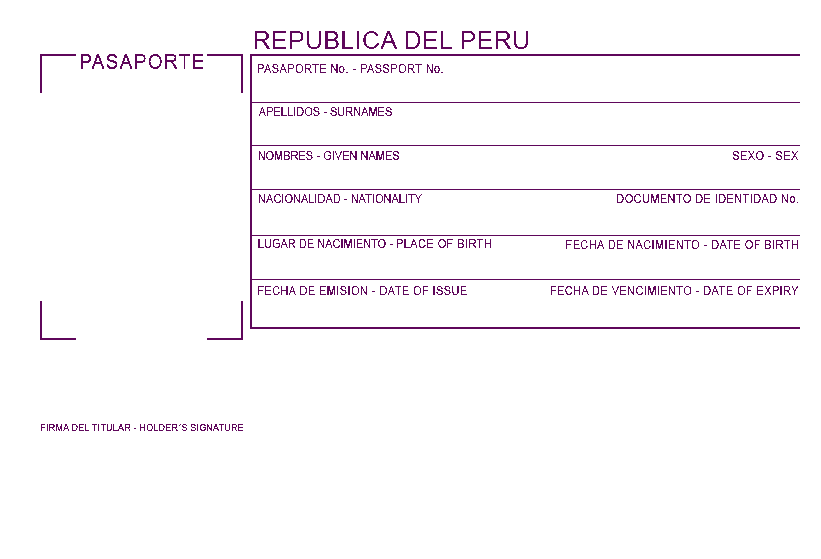 REPUBLICA DEL PERU
PASAPORTE
PASAPORTE No. - PASSPORT No.
APELLIDOS - SURNAMES
NOMBRES - GIVEN NAMES SEXO - SEX
NACIONALIDAD - NATIONALITY DOCUMENTO DE IDENTIDAD No.
LUGAR DE NACIMIENTO - PLACE OF BIRTH FECHA DE NACIMIENTO - DATE OF BIRTH
FECHA DE EMISION - DATE OF ISSUE FECHA DE VENCIMIENTO - DATE OF EXPIRY
FIRMA DEL TITULAR - HOLDER´S SIGNATURE